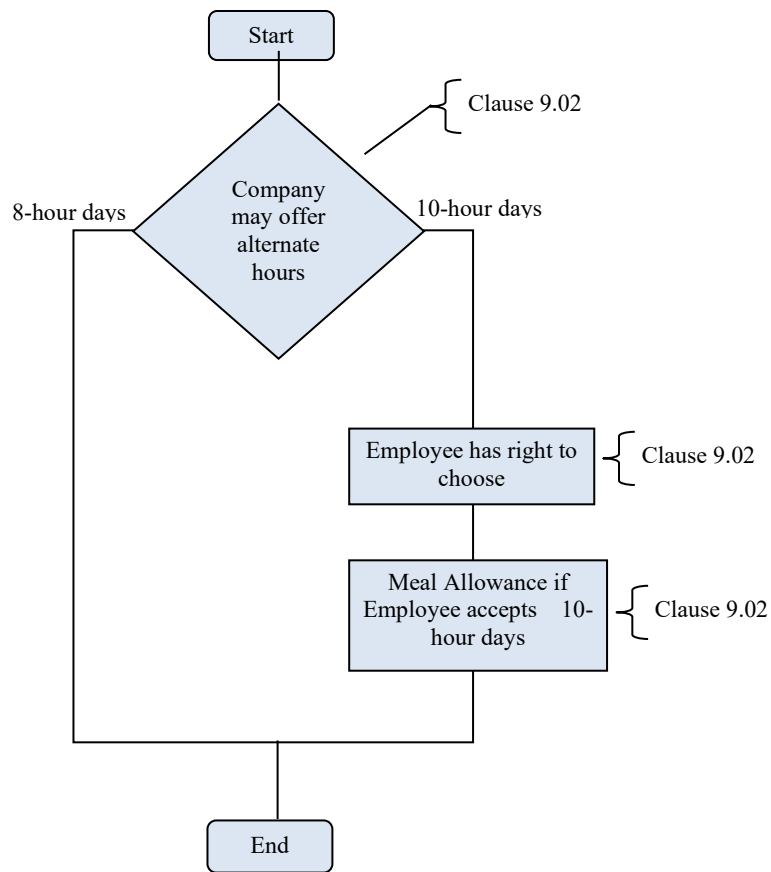 Start
Clause 9.02
Company
may offer
alternate
hours
8-hour days
10-hour days
Employee has right to
choose
Clause 9.02
Meal Allowance if
Employee accepts 10-
hour days
Clause 9.02
End